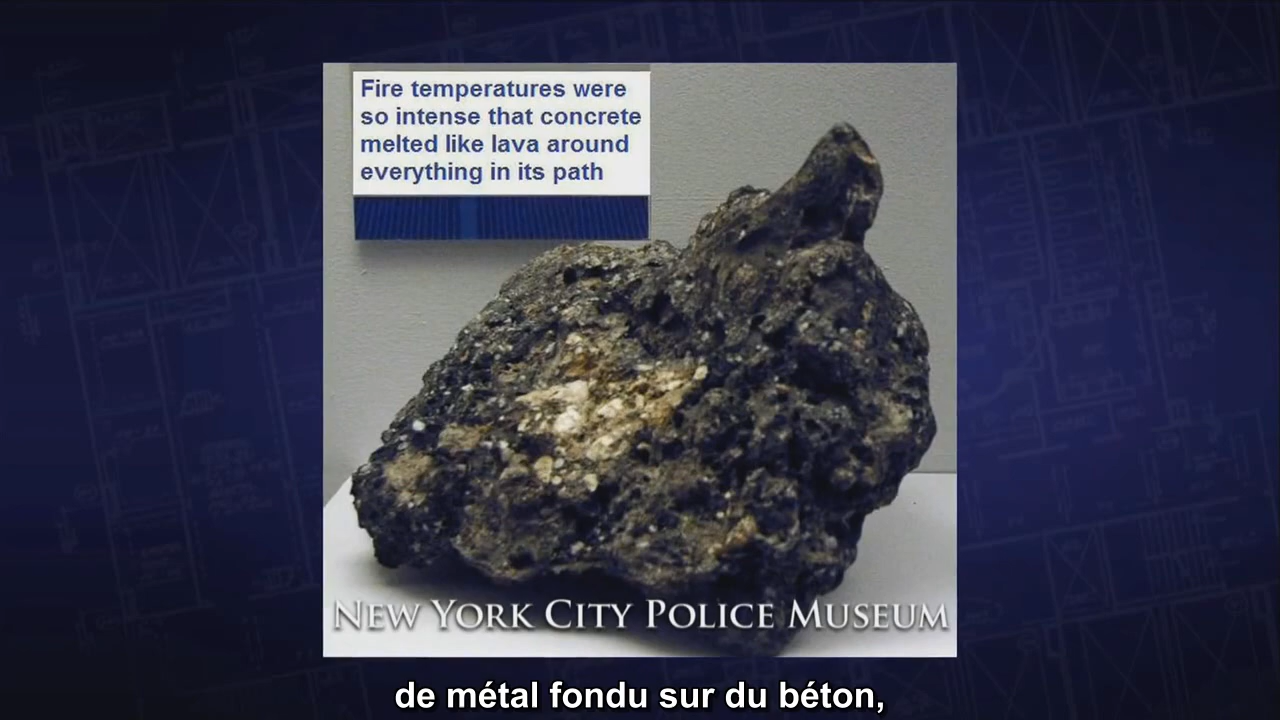 Fire temperatures were
so intense that concrete
melted like lava around
everything in its path
NEW YORK CITY POLICE MUSEUM
de métal fondu sur du béton,